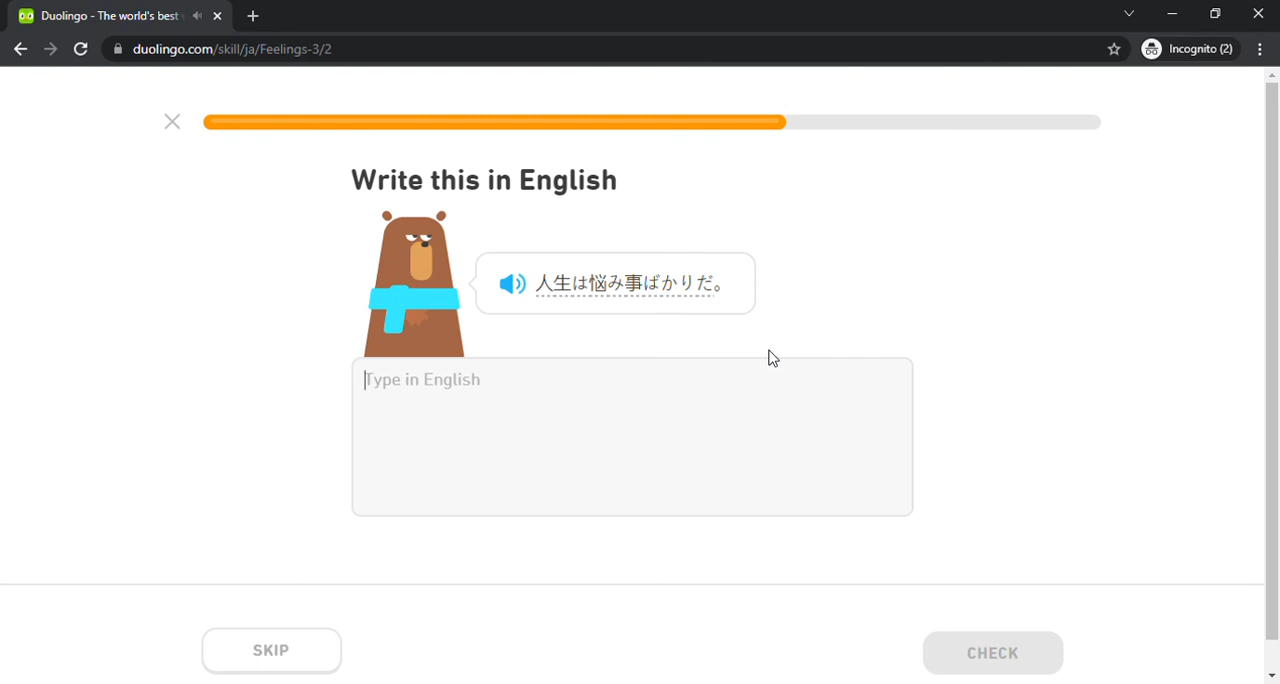 Duolingo - The world's best
duolingo.com/skill/ja/Feelings-3/2
Incognito (2)
Write this in English
人生は悩み事ばかりだ。
Type in English
SKIP
CHECK